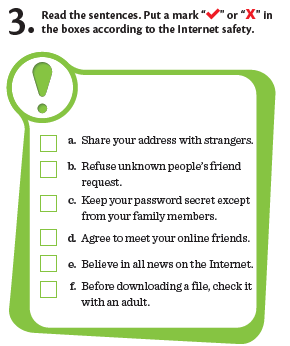 3. Read the sentences. Put a mark “✔” or “✘” in
the boxes according to the Internet safety.
!
a. Share your address with strangers.
b. Refuse unknown people’s friend
request.
c. Keep your password secret except
from your family members.
d. Agree to meet your online friends.
e. Believe in all news on the Internet.
f. Before downloading a file, check it
with an adult.